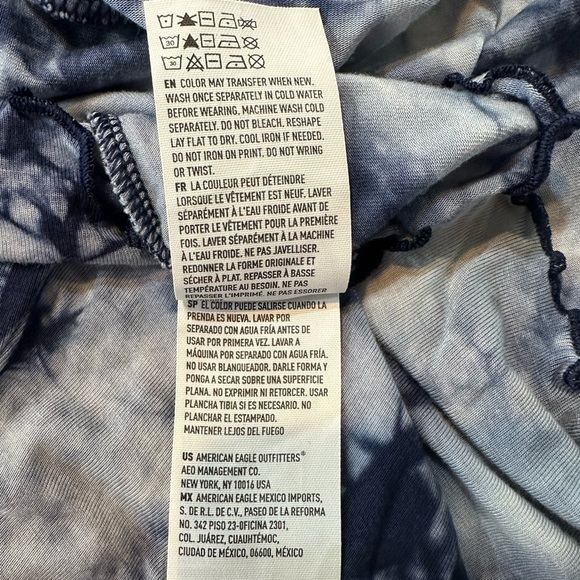 30
30
EN COLOR MAY TRANSFER WHEN NEW.
WASH ONCE SEPARATELY IN COLD WATER
BEFORE WEARING. MACHINE WASH COLD
SEPARATELY. DO NOT BLEACH. RESHAPE
LAY FLAT TO DRY. COOL IRON IF NEEDED.
DO NOT IRON ON PRINT. DO NOT WRING
OR TWIST.
FR LA COULEUR PEUT DÉTEINDRE
LORSQUE LE VÊTEMENT EST NEUF. LAVER
SÉPARÉMENT À L'EAU FROIDE AVANT DE
PORTER LE VÊTEMENT POUR LA PREMIÈRE
FOIS. LAVER SÉPARÉMENT À LA MACHINE
À L'EAU FROIDE. NE PAS JAVELLISER.
REDONNER LA FORME ORIGINALE ET
SÉCHER À PLAT. REPASSER À BASSE
TEMPÉRATURE AU BESOIN. NE PAS
REPASSER L'IMPRIMÉ. NE PAS ESSORER
SP EL COLOR PUEDE SALIRSE CUANDO LA
PRENDA ES NUEVA. LAVAR POR
SEPARADO CON AGUA FRÍA ANTES DE
USAR POR PRIMERA VEZ. LAVAR A
MÁQUINA POR SEPARADO CON AGUA FRÍA.
NO USAR BLANQUEADOR. DARLE FORMA Y
PONGA A SECAR SOBRE UNA SUPERFICIE
PLANA. NO EXPRIMIR NI RETORCER. USAR
PLANCHA TIBIA SI ES NECESARIO. NO
PLANCHAR EL ESTAMPADO.
MANTENER LEJOS DEL FUEGO
US AMERICAN EAGLE OUTFITTERS®
AEO MANAGEMENT CO.
NEW YORK, NY 10016 USA
MX AMERICAN EAGLE MEXICO IMPORTS,
S. DE R.L. DE C.V., PASEO DE LA REFORMA
NO. 342 PISO 23-OFICINA 2301,
COL. JUÁREZ, CUAUHTÉMOC,
CIUDAD DE MÉXICO, 06600, MÉXICO